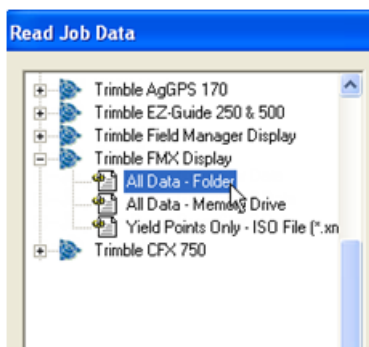 Read Job Data
Trimble AgGPS 170
Trimble EZ-Guide 250 & 500
Trimble Field Manager Display
Trimble FMX Display
All Data - Folder
All Data - Memory Drive
Yield Points Only - ISO File (*.xn
Trimble CFX 750